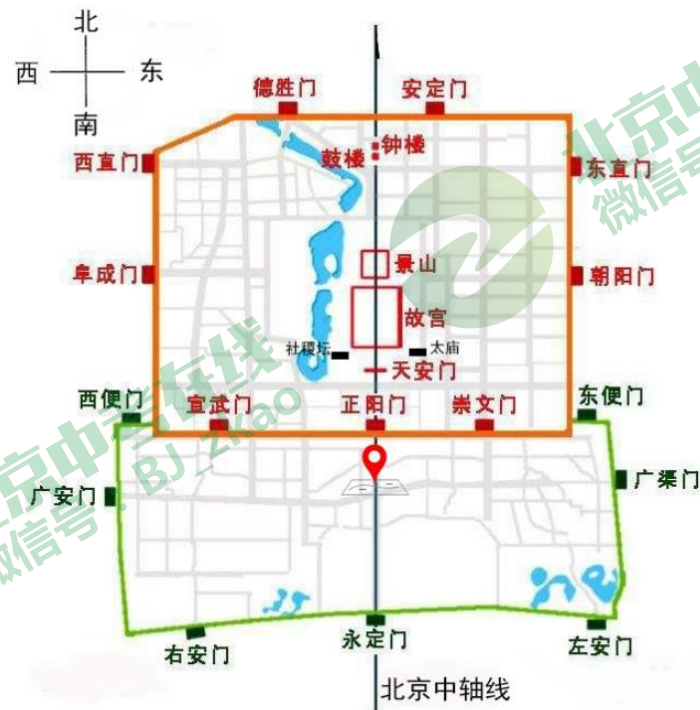 北
西 东
南
德胜门
安定门
钟楼
鼓楼
西直门
东直门
景山
阜成门
朝阳门
故宫
社稷坛
太庙
天安门
西便门
宣武门
正阳门
崇文门
东便门
广安门
广渠门
右安门
永定门
左安门
北京中轴线
北京中考在线
微信号：BJ_zkao
北京中
微信号